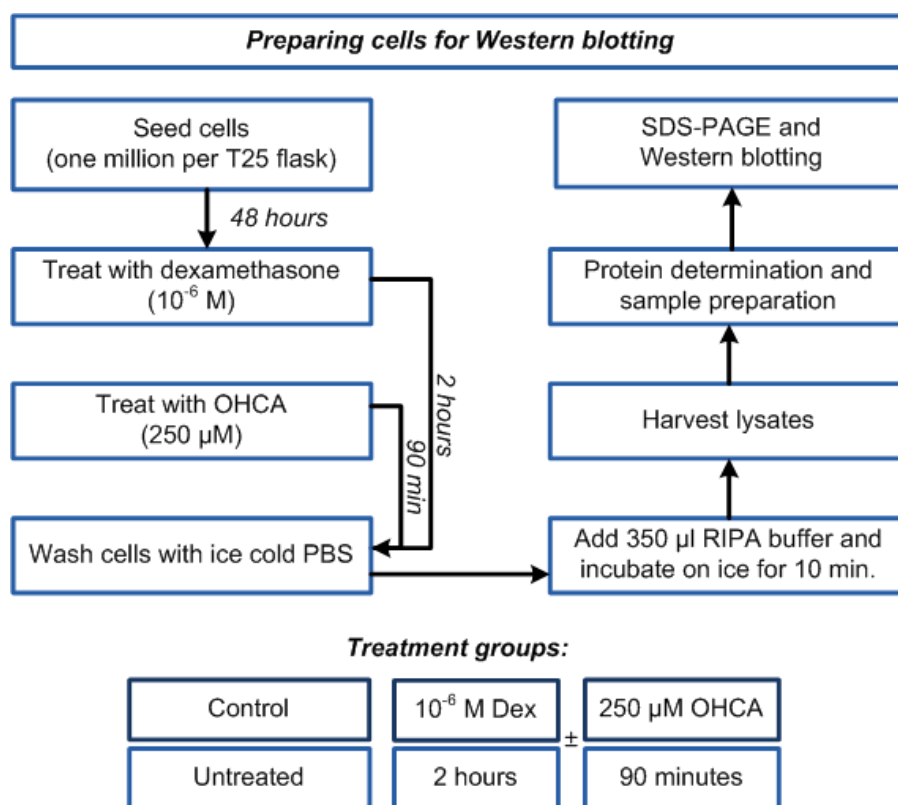 Preparing cells for Western blotting
Seed cells
(one million per T25 flask)
48 hours
Treat with dexamethasone
(10⁻⁶ M)
2 hours
Treat with OHCA
(250 µM)
90 min
Wash cells with ice cold PBS
SDS-PAGE and
Western blotting
Protein determination and
sample preparation
Harvest lysates
Add 350 µl RIPA buffer and
incubate on ice for 10 min.
Treatment groups:
Control
10⁻⁶ M Dex
±
250 µM OHCA
Untreated
2 hours
90 minutes